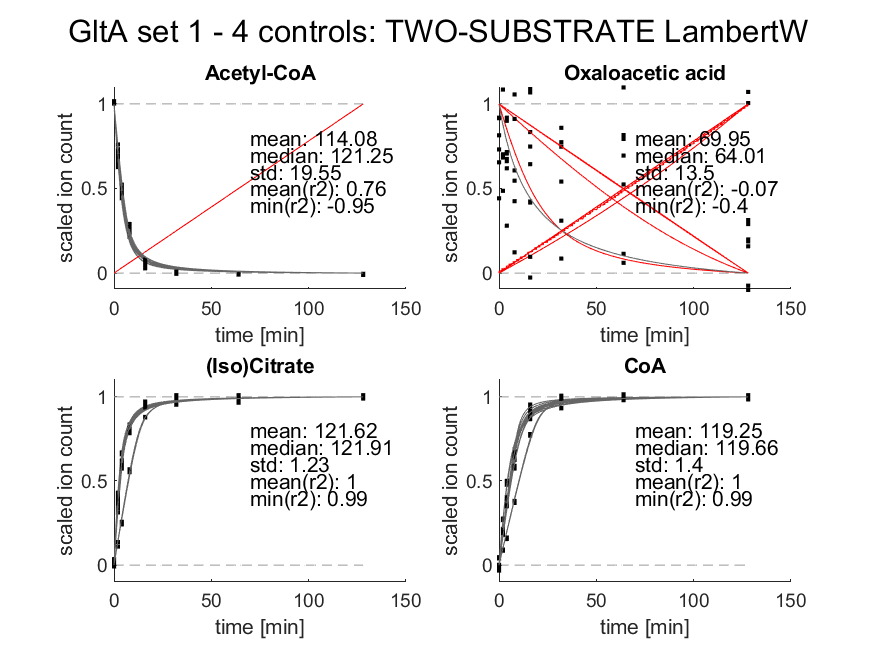 GltA set 1 - 4 controls: TWO-SUBSTRATE LambertW
Acetyl-CoA
scaled ion count
1
0.5
0
mean: 114.08
median: 121.25
std: 19.55
mean(r2): 0.76
min(r2): -0.95
0 50 100 150
time [min]
Oxaloacetic acid
scaled ion count
1
0.5
0
mean: 69.95
median: 64.01
std: 13.5
mean(r2): -0.07
min(r2): -0.4
0 50 100 150
time [min]
(Iso)Citrate
scaled ion count
1
0.5
0
mean: 121.62
median: 121.91
std: 1.23
mean(r2): 1
min(r2): 0.99
0 50 100 150
time [min]
CoA
scaled ion count
1
0.5
0
mean: 119.25
median: 119.66
std: 1.4
mean(r2): 1
min(r2): 0.99
0 50 100 150
time [min]